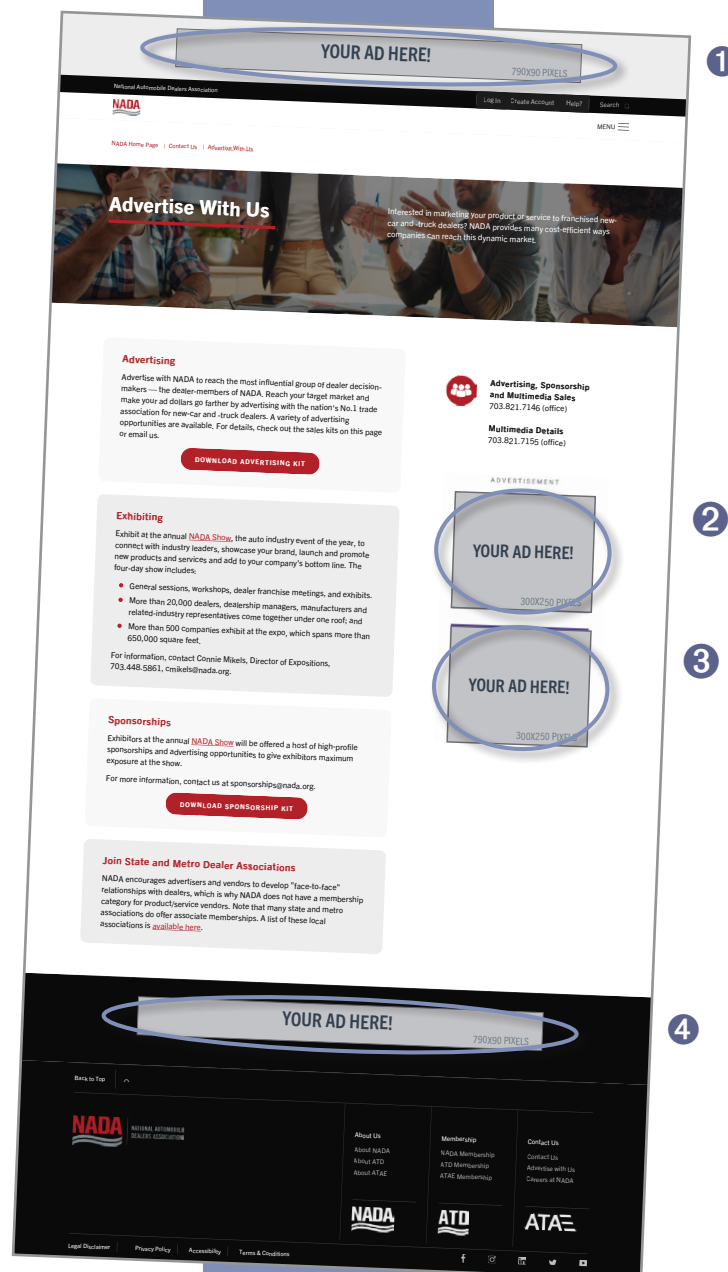 YOUR AD HERE!
790X90 PIXELS
❶
National Automobile Dealers Association
Log In Create Account Help? Search
NADA
MENU
NADA Home Page | Contact Us | Advertise With Us
Advertise With Us
Interested in marketing your product or service to franchised new-
car and -truck dealers? NADA provides many cost-efficient ways
companies can reach this dynamic market.
Advertising
Advertise with NADA to reach the most influential group of dealer decision-
makers — the dealer-members of NADA. Reach your target market and
make your ad dollars go farther by advertising with the nation's No.1 trade
association for new-car and -truck dealers. A variety of advertising
opportunities are available. For details, check out the sales kits on this page
or email us.
DOWNLOAD ADVERTISING KIT
Exhibiting
Exhibit at the annual NADA Show, the auto industry event of the year, to
connect with industry leaders, showcase your brand, launch and promote
new products and services and add to your company's bottom line. The
four-day show includes:
• General sessions, workshops, dealer franchise meetings, and exhibits.
• More than 20,000 dealers, dealership managers, manufacturers and
related-industry representatives come together under one roof; and
• More than 500 companies exhibit at the expo, which spans more than
650,000 square feet.
For information, contact Connie Mikels, Director of Expositions,
703.448.5861, cmikels@nada.org.
Sponsorships
Exhibitors at the annual NADA Show will be offered a host of high-profile
sponsorships and advertising opportunities to give exhibitors maximum
exposure at the show.
For more information, contact us at sponsorships@nada.org.
DOWNLOAD SPONSORSHIP KIT
Join State and Metro Dealer Associations
NADA encourages advertisers and vendors to develop "face-to-face"
relationships with dealers, which is why NADA does not have a membership
category for product/service vendors. Note that many state and metro
associations do offer associate memberships. A list of these local
associations is available here.
Advertising, Sponsorship
and Multimedia Sales
703.821.7146 (office)
Multimedia Details
703.821.7155 (office)
ADVERTISEMENT
YOUR AD HERE!
300X250 PIXELS
❷
YOUR AD HERE!
300X250 PIXELS
❸
YOUR AD HERE!
790X90 PIXELS
❹
Back to Top
NADA
NATIONAL AUTOMOBILE
DEALERS ASSOCIATION
About Us
About NADA
About ATD
About ATAE
NADA
Membership
NADA Membership
ATD Membership
ATAE Membership
ATD
Contact Us
Contact Us
Advertise with Us
Careers at NADA
ATAE
Legal Disclaimer | Privacy Policy | Accessibility | Terms & Conditions